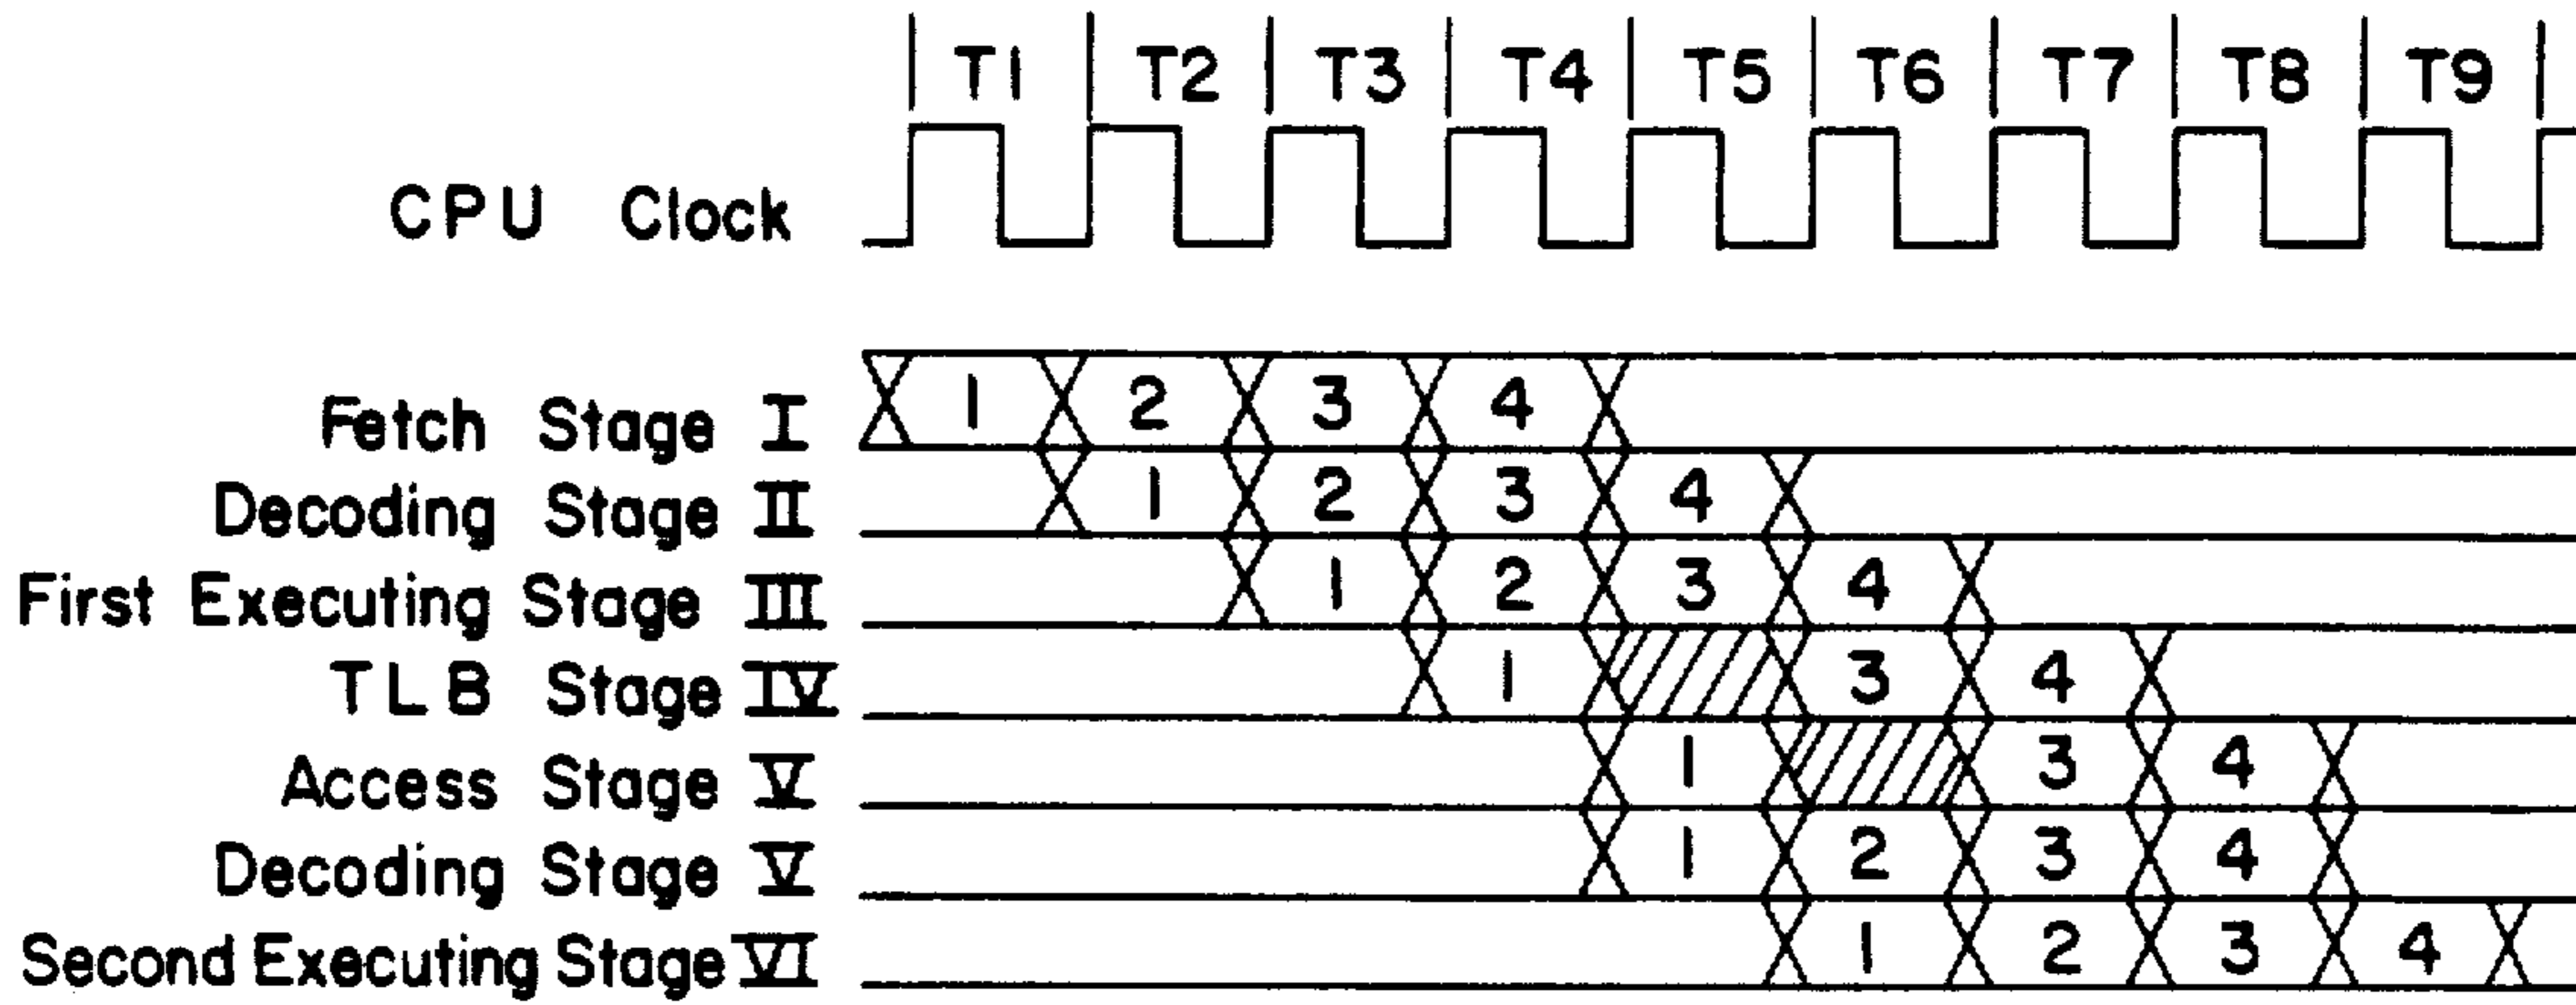 T1 T2 T3 T4 T5 T6 T7 T8 T9
CPU Clock
Fetch Stage I 1 2 3 4
Decoding Stage II 1 2 3 4
First Executing Stage III 1 2 3 4
TLB Stage IV 1 3 4
Access Stage V 1 3 4
Decoding Stage V 1 2 3 4
Second Executing Stage VI 1 2 3 4